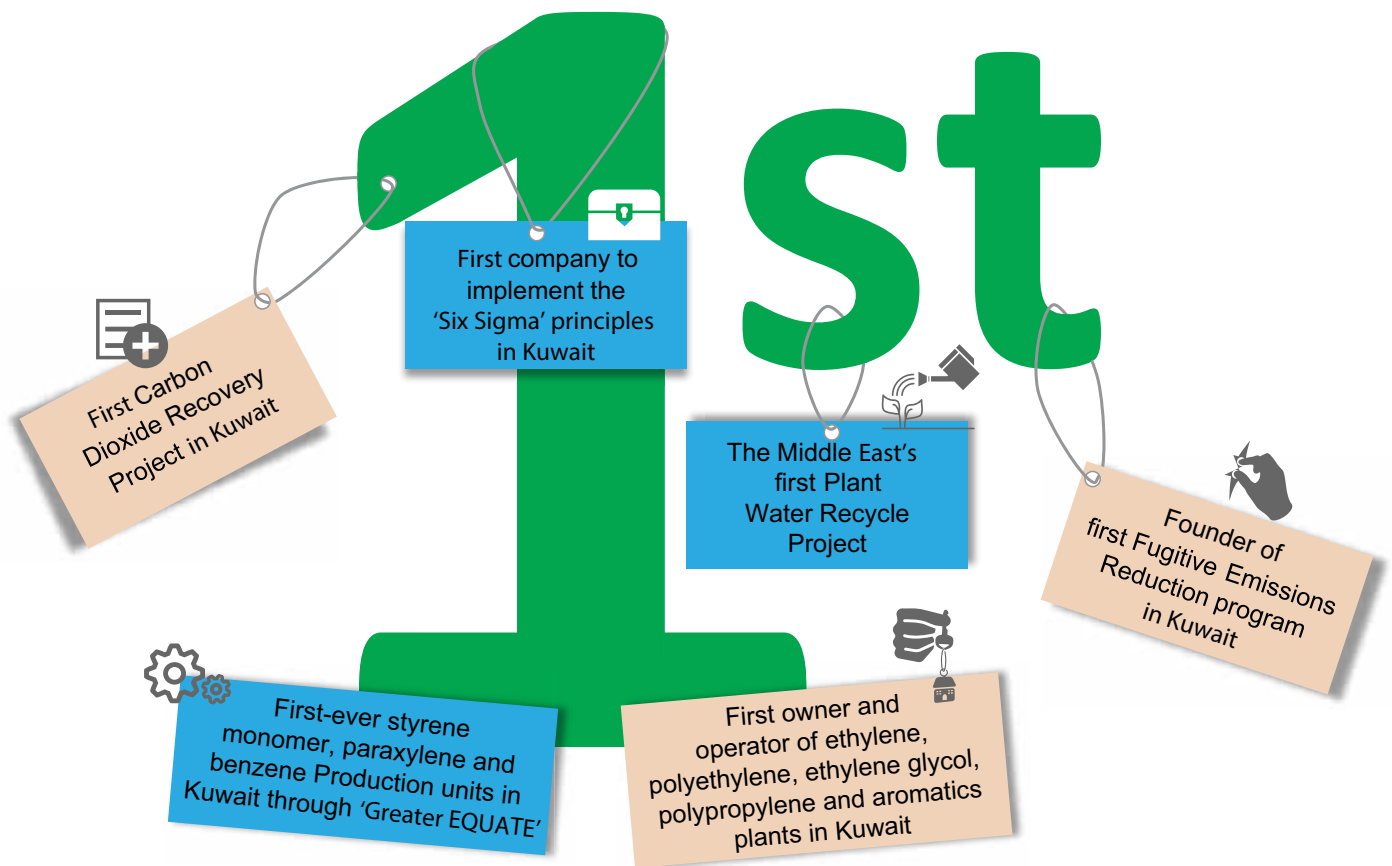 1st
First Carbon
Dioxide Recovery
Project in Kuwait
First company to
implement the
‘Six Sigma’ principles
in Kuwait
The Middle East’s
first Plant
Water Recycle
Project
Founder of
first Fugitive Emissions
Reduction program
in Kuwait
First-ever styrene
monomer, paraxylene and
benzene Production units in
Kuwait through ‘Greater EQUATE’
First owner and
operator of ethylene,
polyethylene, ethylene glycol,
polypropylene and aromatics
plants in Kuwait